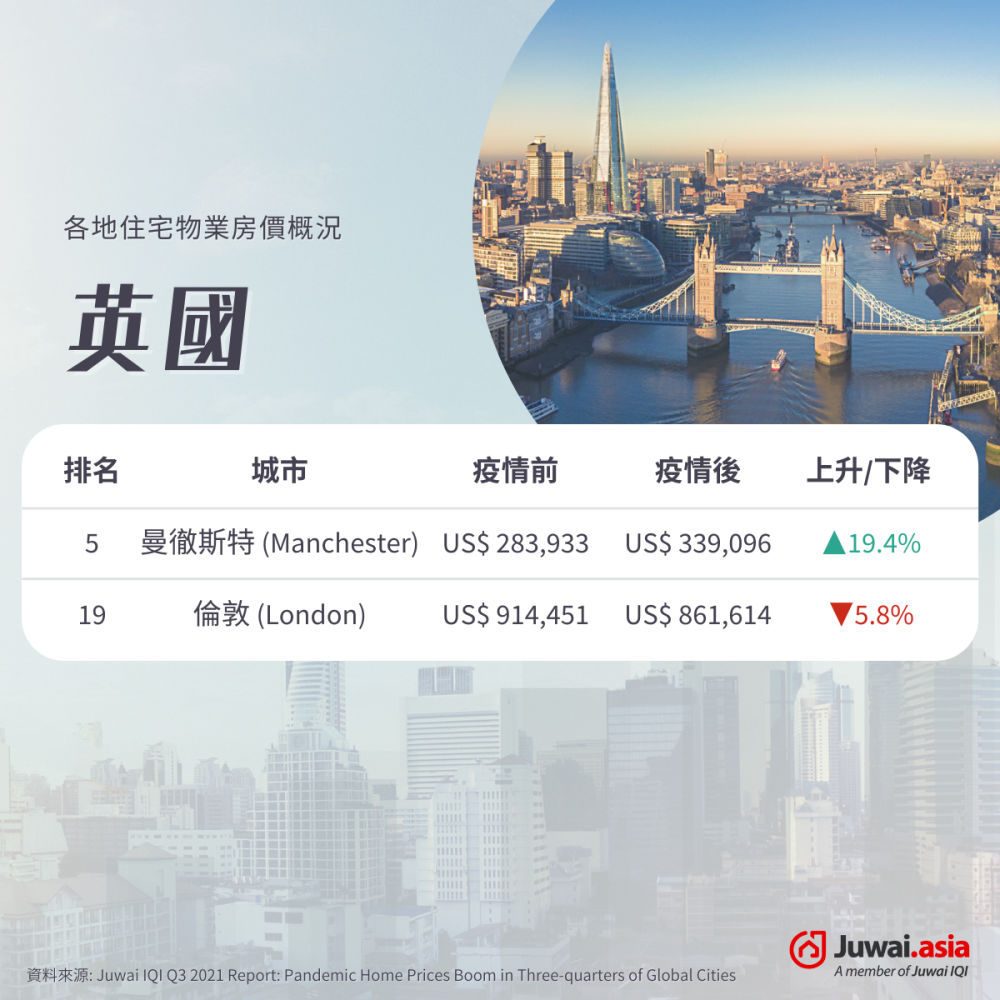 各地住宅物業房價概況
英國
排名 城市 疫情前 疫情後 上升/下降
5 曼徹斯特 (Manchester) US$ 283,933 US$ 339,096 ▲19.4%
19 倫敦 (London) US$ 914,451 US$ 861,614 ▼5.8%
Juwai.asia
A member of Juwai IQI
資料來源: Juwai IQI Q3 2021 Report: Pandemic Home Prices Boom in Three-quarters of Global Cities